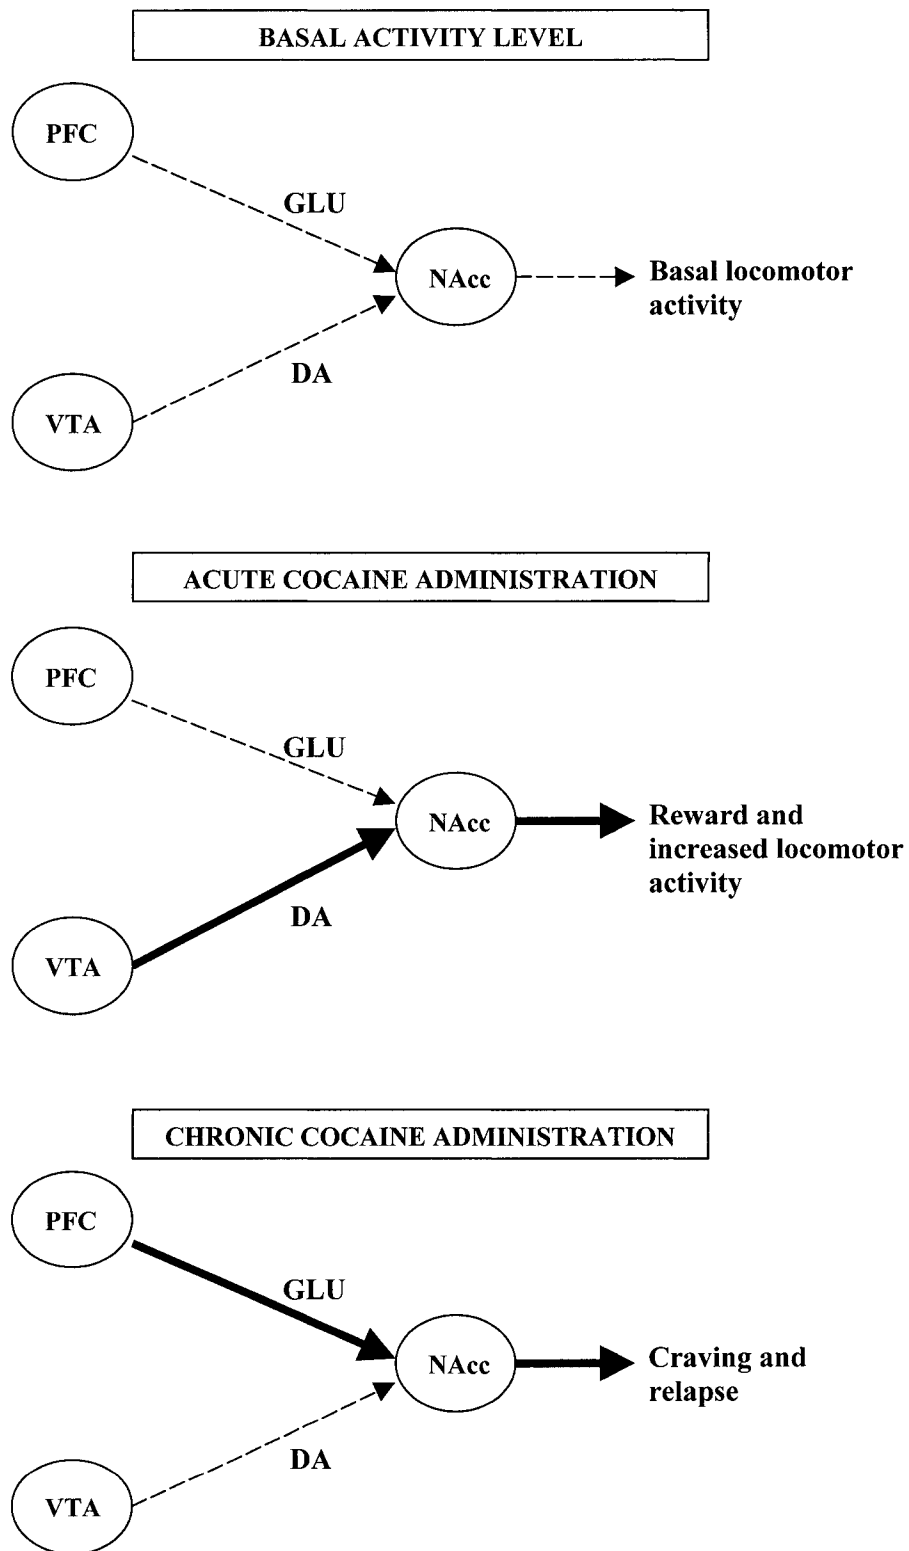 BASAL ACTIVITY LEVEL
PFC
GLU
NAcc
Basal locomotor
activity
DA
VTA
ACUTE COCAINE ADMINISTRATION
PFC
GLU
NAcc
Reward and
increased locomotor
activity
DA
VTA
CHRONIC COCAINE ADMINISTRATION
PFC
GLU
NAcc
Craving and
relapse
DA
VTA